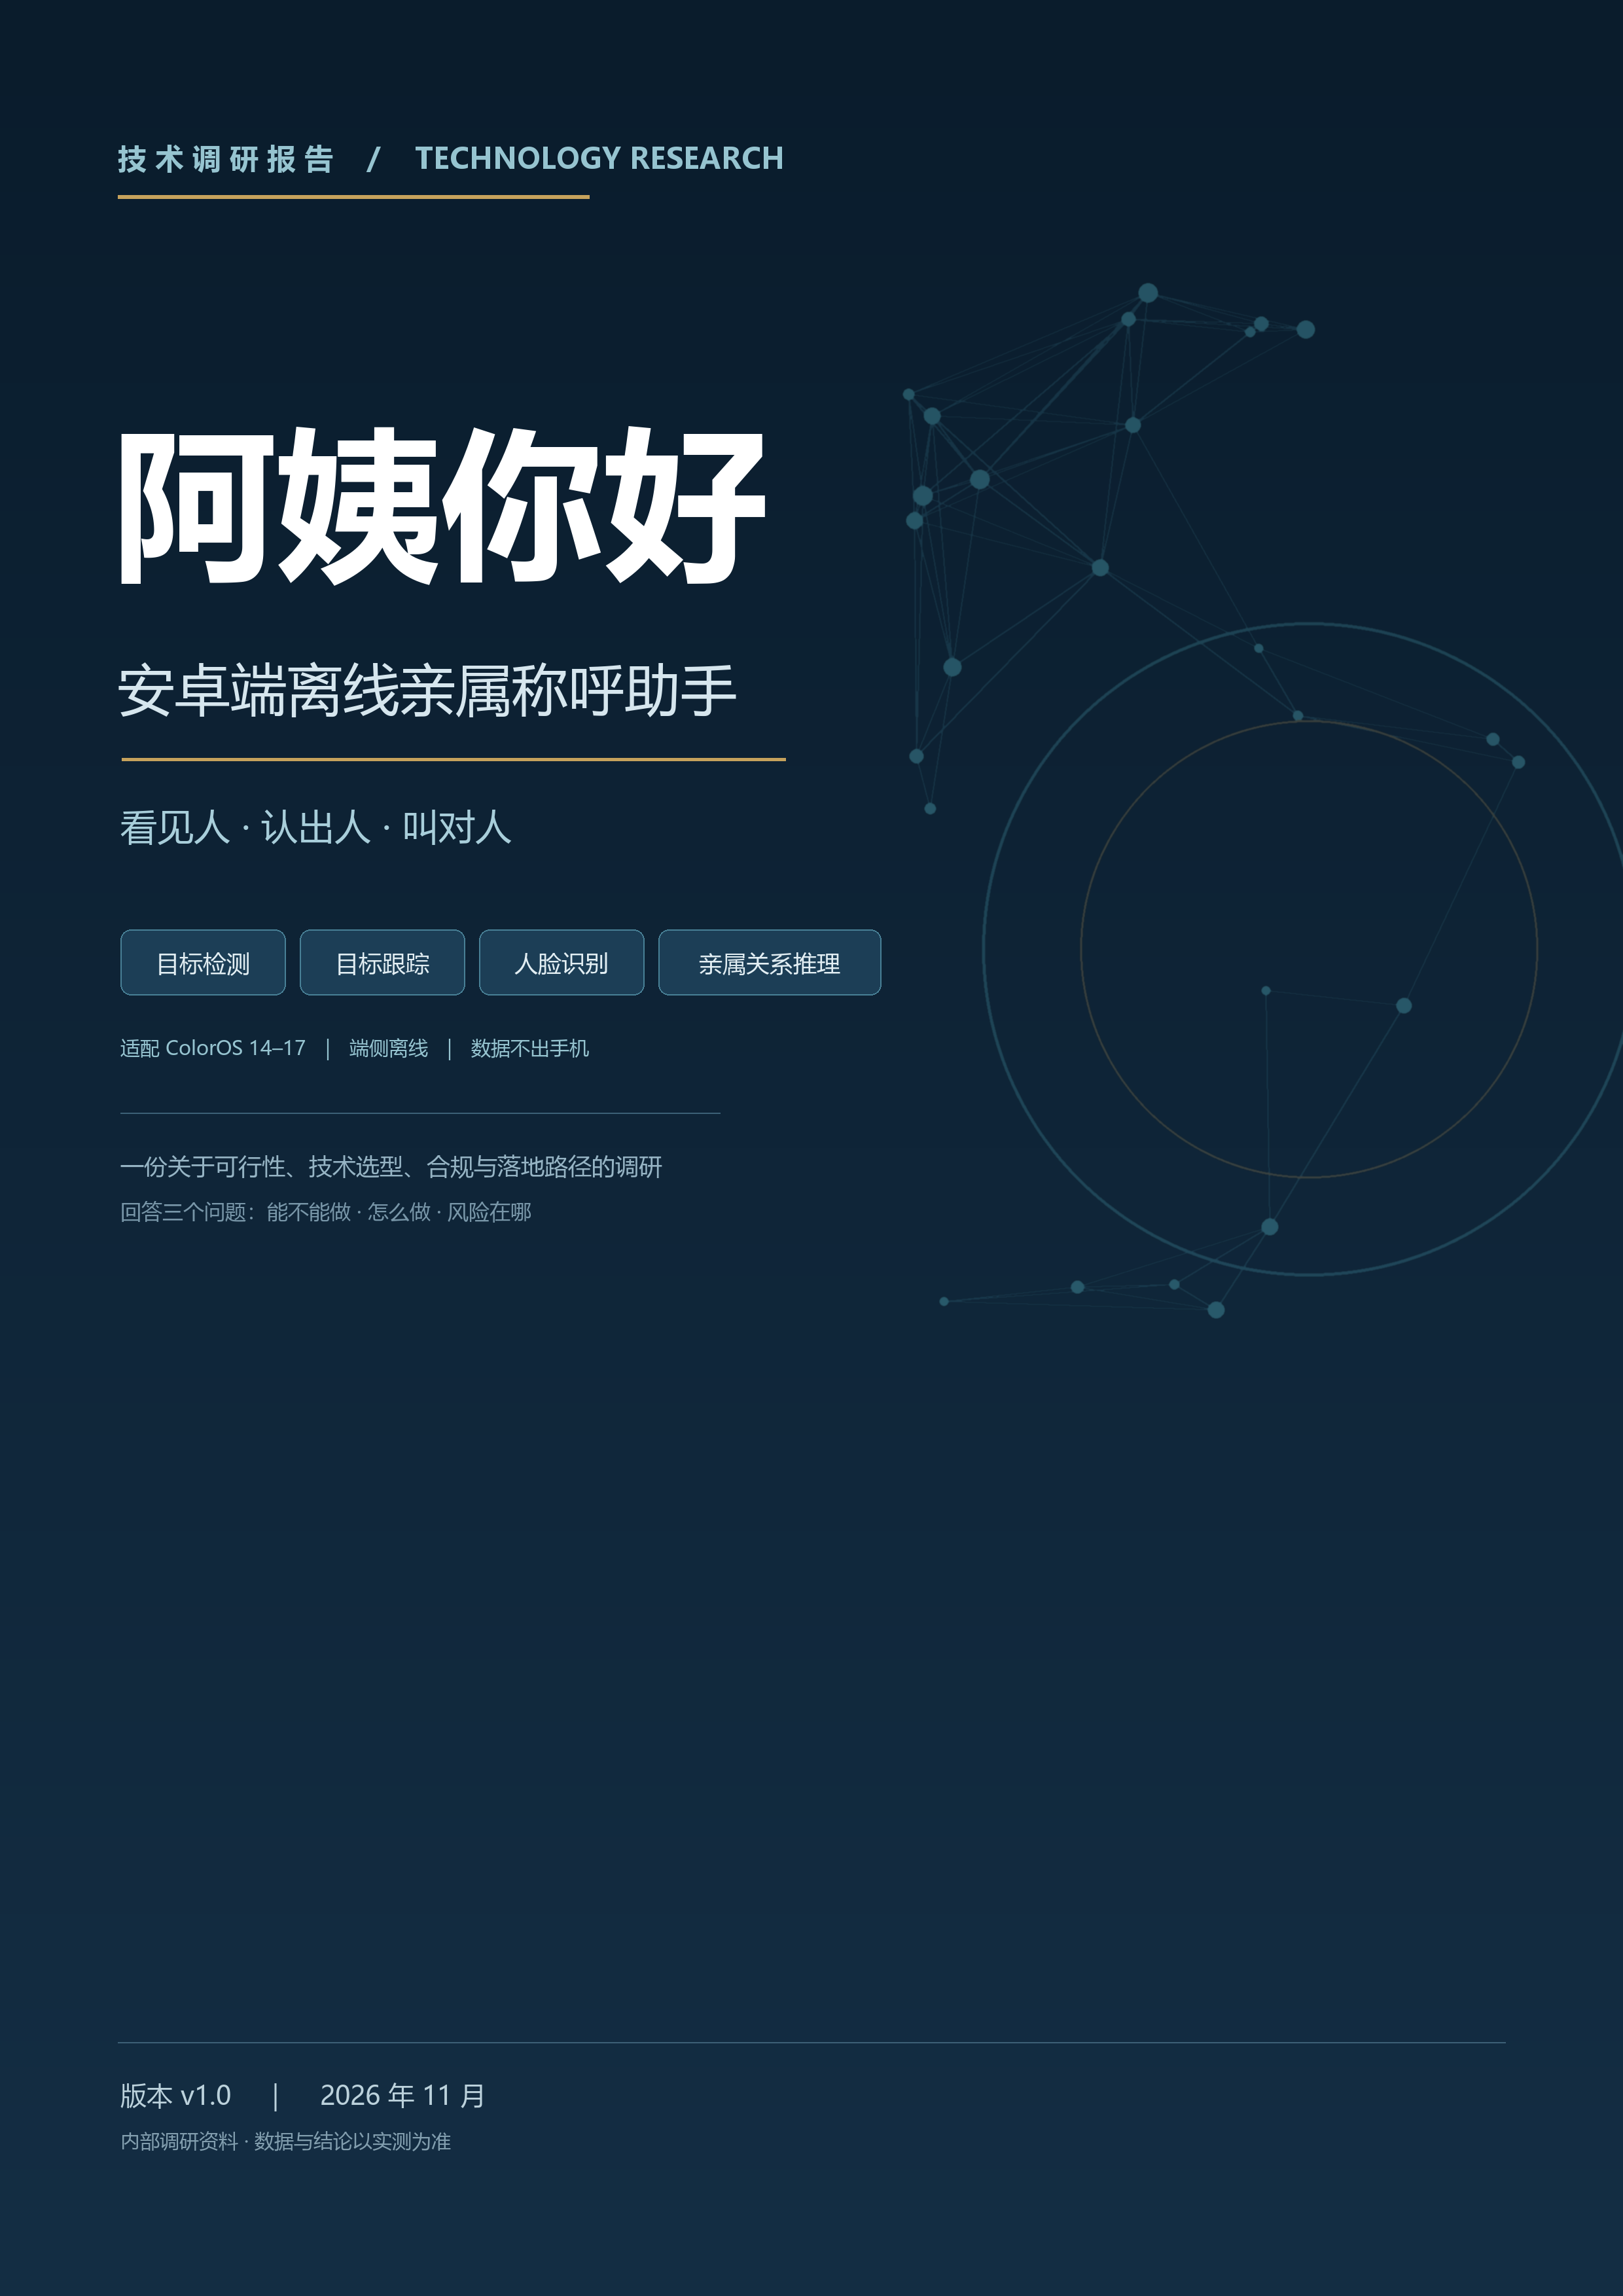 技术调研报告 / TECHNOLOGY RESEARCH
阿姨你好
安卓端离线亲属称呼助手
看见人 · 认出人 · 叫对人
目标检测 目标跟踪 人脸识别 亲属关系推理
适配 ColorOS 14–17 | 端侧离线 | 数据不出手机
一份关于可行性、技术选型、合规与落地路径的调研
回答三个问题：能不能做 · 怎么做 · 风险在哪
版本 v1.0 | 2026 年 11 月
内部调研资料 · 数据与结论以实测为准